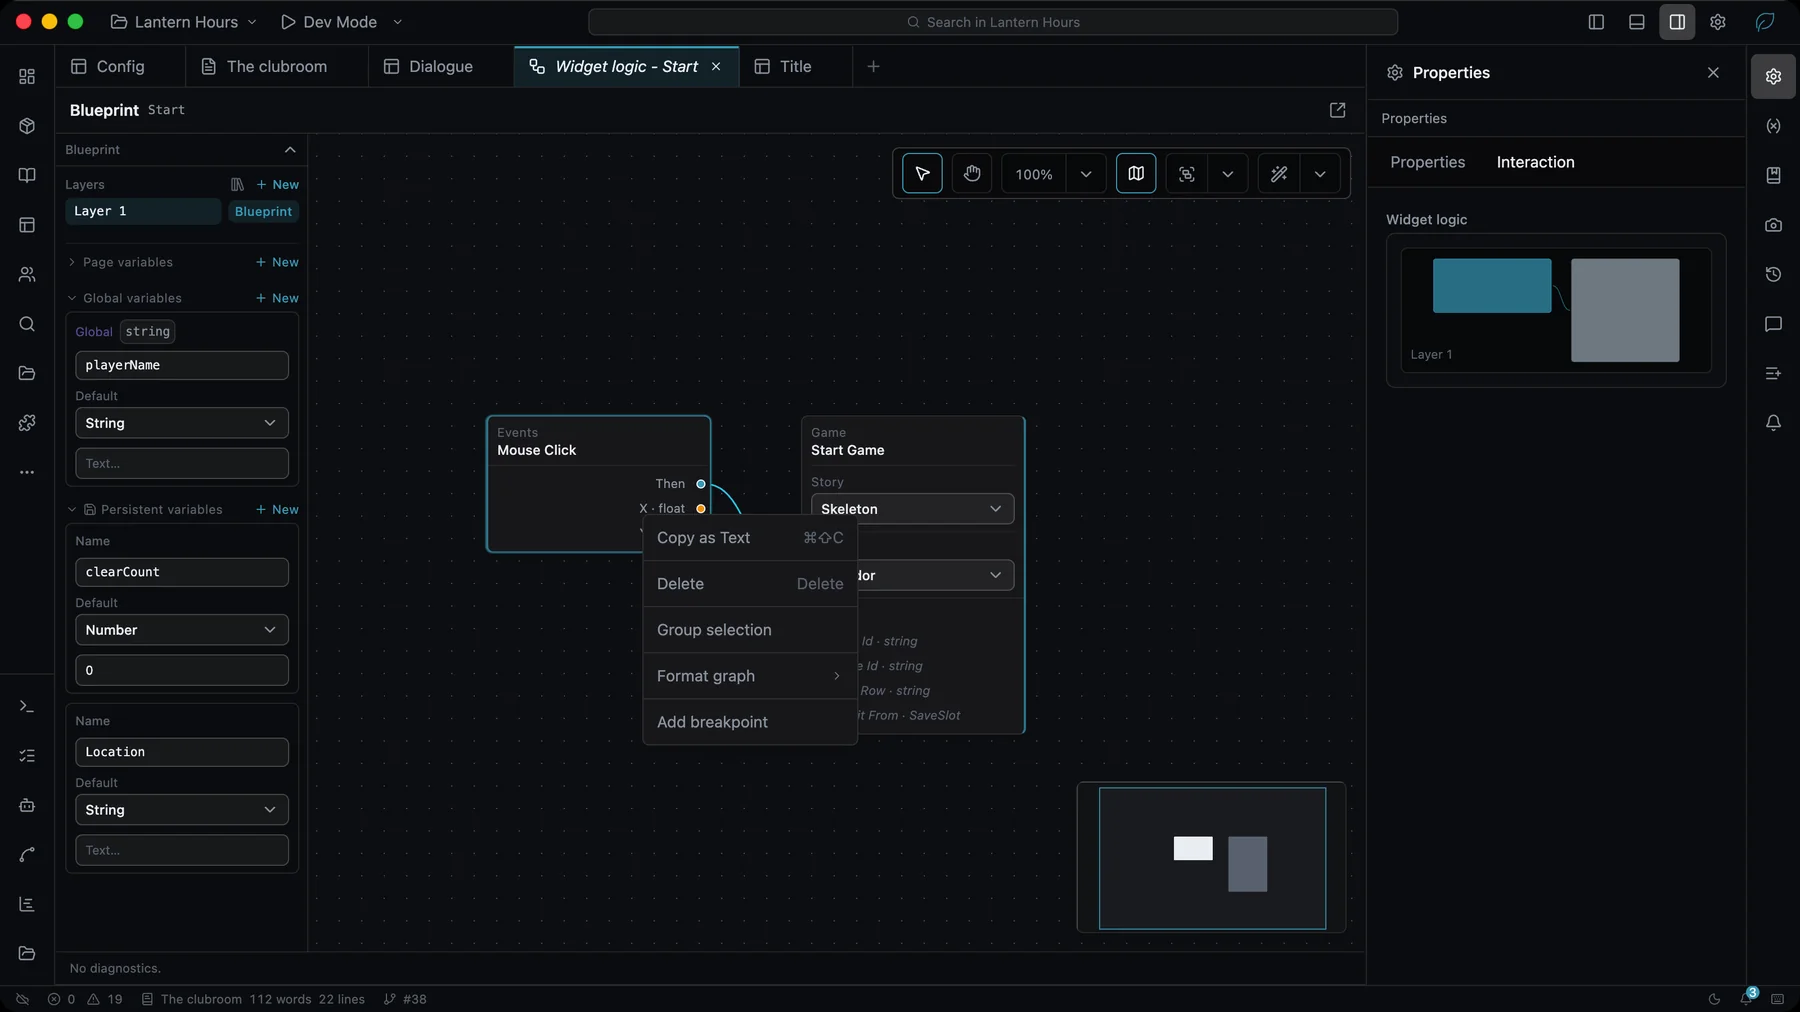 Lantern Hours
Dev Mode
Search in Lantern Hours
Config
The clubroom
Dialogue
Widget logic - Start
Title
Blueprint Start
Blueprint
Layers
New
Layer 1
Blueprint
Page variables
New
Global variables
New
Global string
playerName
Default
String
Text...
Persistent variables
New
Name
clearCount
Default
Number
0
Name
Location
Default
String
Text...
100%
Events
Mouse Click
Then
X · float
Game
Start Game
Story
Skeleton
Copy as Text ⌘⇧C
Delete Delete
Group selection
Format graph
Add breakpoint
Id · string
Id · string
Row · string
From · SaveSlot
Properties
Properties
Properties
Interaction
Widget logic
Layer 1
No diagnostics.
0
19
The clubroom 112 words 22 lines
#38
3